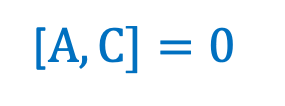 [A, C] = 0